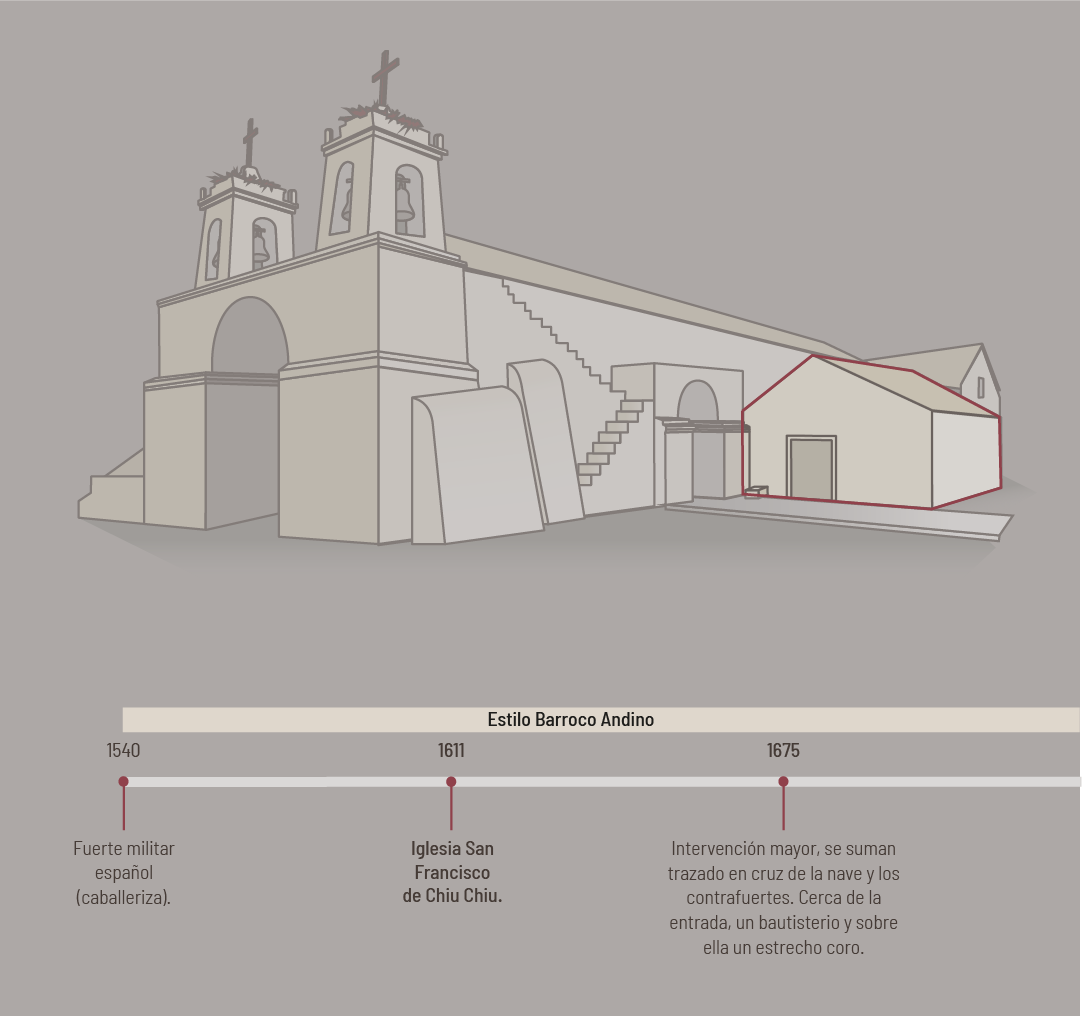 Estilo Barroco Andino
1540
1611
1675
Fuerte militar
español
(caballeriza).
Iglesia San
Francisco
de Chiu Chiu.
Intervención mayor, se suman
trazado en cruz de la nave y los
contrafuertes. Cerca de la
entrada, un bautisterio y sobre
ella un estrecho coro.